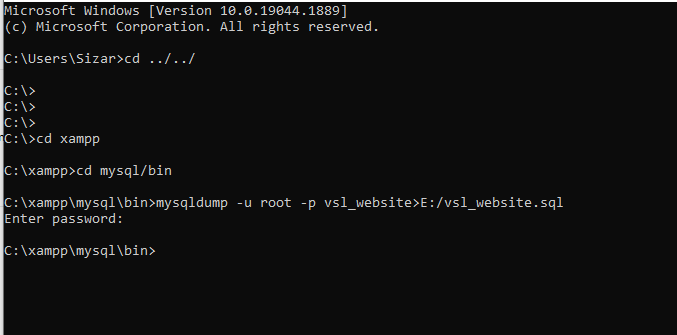 Microsoft Windows [Version 10.0.19044.1889]
(c) Microsoft Corporation. All rights reserved.
C:\Users\Sizar>cd ../../
C:\>
C:\>
C:\>
C:\>cd xampp
C:\xampp>cd mysql/bin
C:\xampp\mysql\bin>mysqldump -u root -p vsl_website>E:/vsl_website.sql
Enter password:
C:\xampp\mysql\bin>